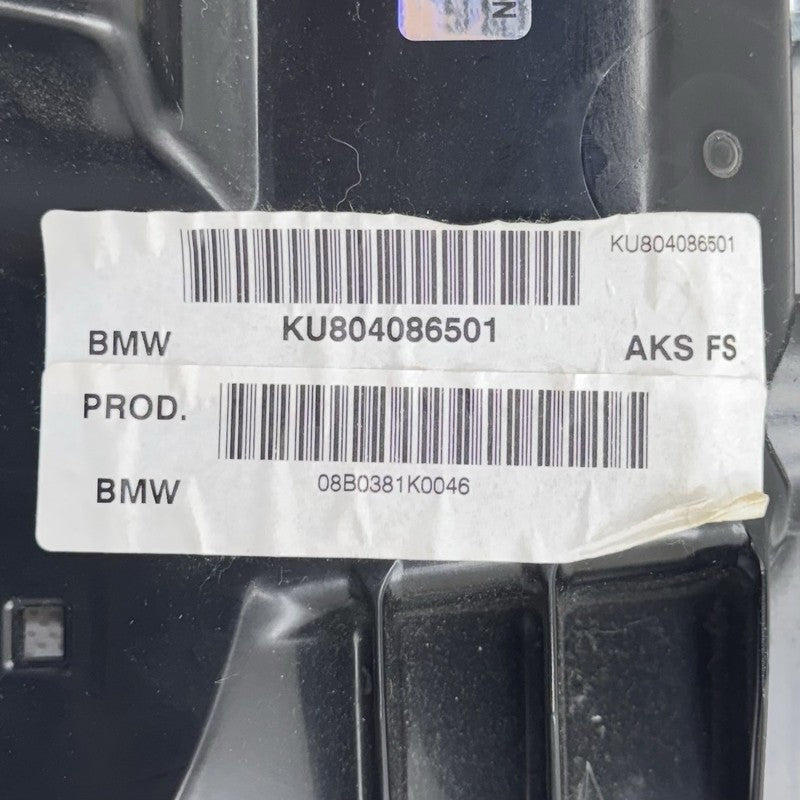 N
KU804086501
BMW KU804086501 AKS FS
PROD.
BMW 08B0381K0046